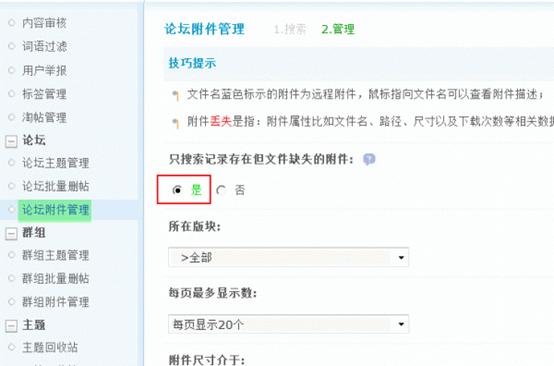 内容审核
词语过滤
用户举报
标签管理
淘帖管理
论坛
论坛主题管理
论坛批量删帖
论坛附件管理
群组
群组主题管理
群组批量删帖
群组附件管理
主题
主题回收站
论坛附件管理 1.搜索 2.管理
技巧提示
文件名蓝色标示的附件为远程附件，鼠标指向文件名可以查看附件描述；
附件丢失是指：附件属性比如文件名、路径、尺寸以及下载次数等相关数据
只搜索记录存在但文件缺失的附件:
是 否
所在版块:
>全部
每页最多显示数:
每页显示20个
附件尺寸介于: